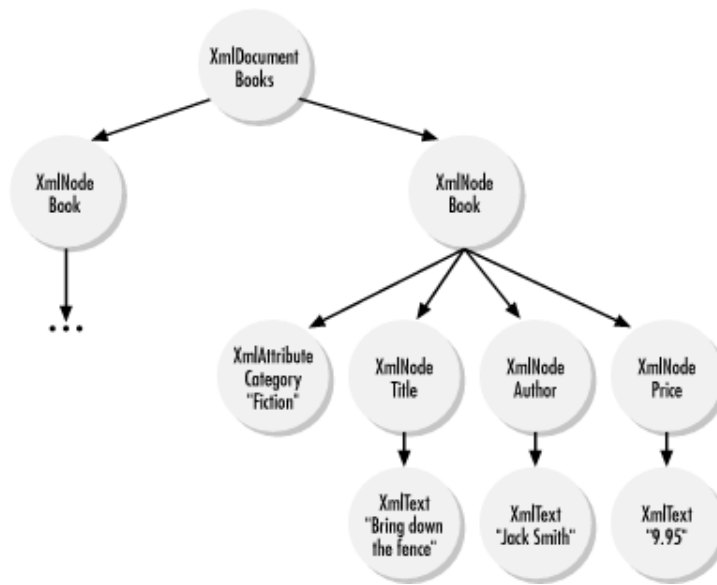 XmlDocument
Books
XmlNode
Book
XmlNode
Book
...
XmlAttribute
Category
"Fiction"
XmlNode
Title
XmlNode
Author
XmlNode
Price
XmlText
"Bring down
the fence"
XmlText
"Jack Smith"
XmlText
"9.95"